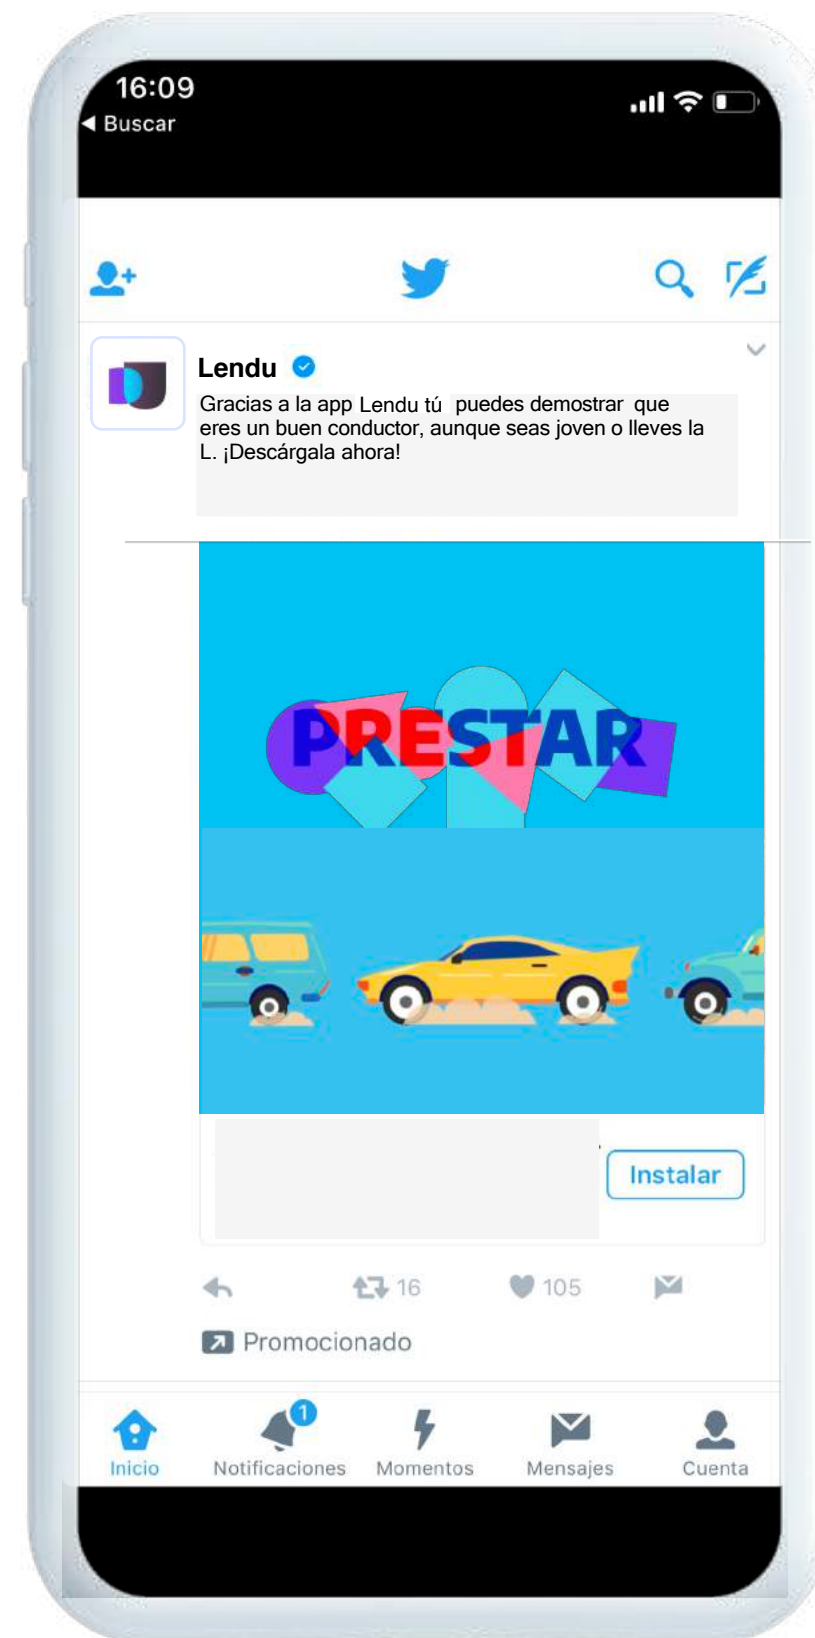 16:09
Buscar
Lendu
Gracias a la app Lendu tú puedes demostrar que
eres un buen conductor, aunque seas joven o lleves la
L. ¡Descárgala ahora!
PRESTAR
Instalar
16 105
Promocionado
1
Inicio Notificaciones Momentos Mensajes Cuenta